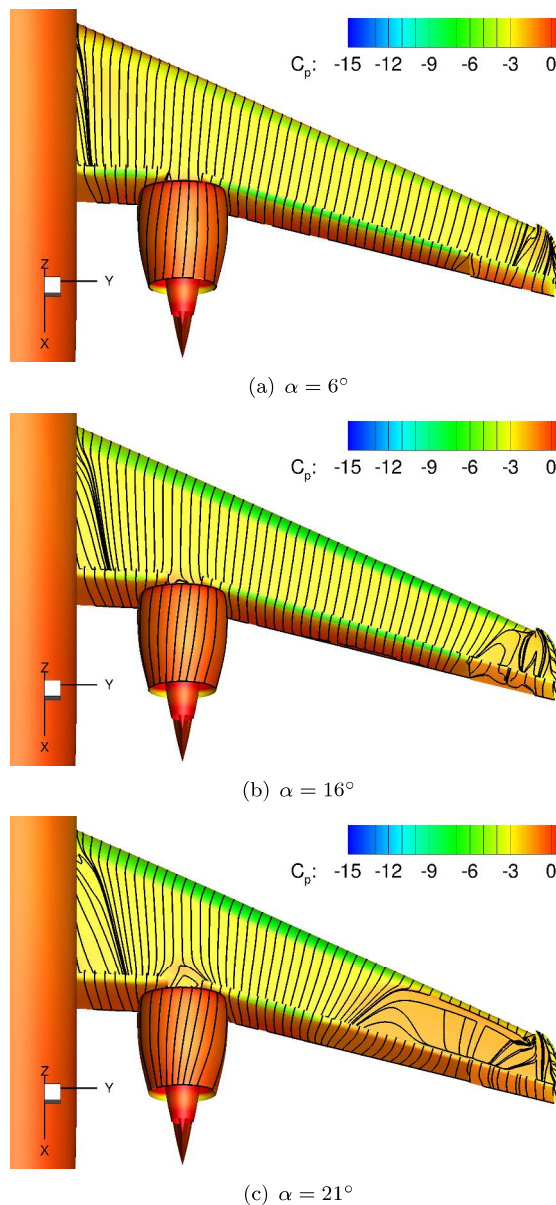 Cₚ: -15 -12 -9 -6 -3 0
Z
Y
X
(a) α = 6°
Cₚ: -15 -12 -9 -6 -3 0
Z
Y
X
(b) α = 16°
Cₚ: -15 -12 -9 -6 -3 0
Z
Y
X
(c) α = 21°